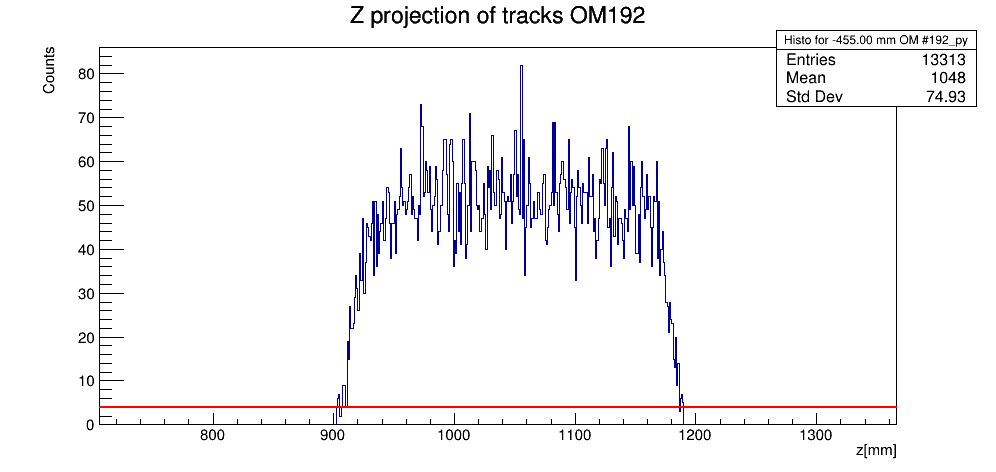 Z projection of tracks OM192
Histo for -455.00 mm OM #192_py
Entries 13313
Mean 1048
Std Dev 74.93
Counts
80
70
60
50
40
30
20
10
0
800 900 1000 1100 1200 1300
z[mm]